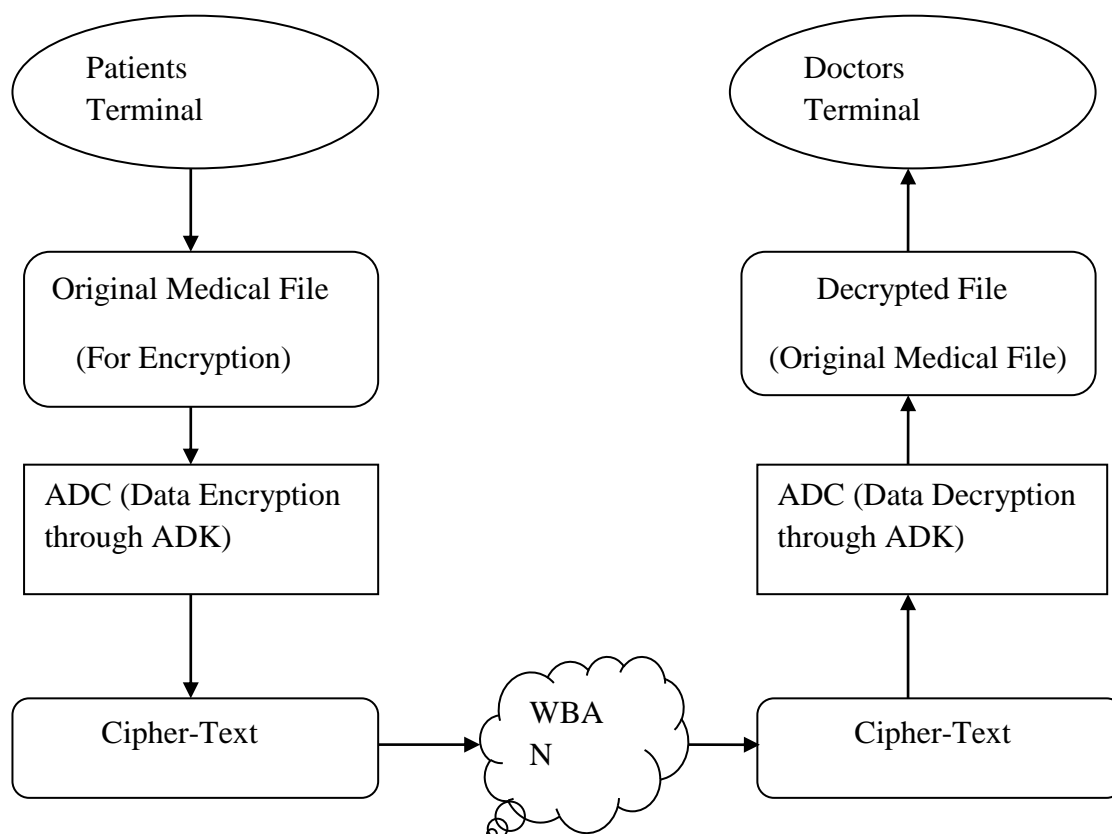 Patients
Terminal
Original Medical File
(For Encryption)
ADC (Data Encryption
through ADK)
Cipher-Text
WBA
N
Cipher-Text
ADC (Data Decryption
through ADK)
Decrypted File
(Original Medical File)
Doctors
Terminal